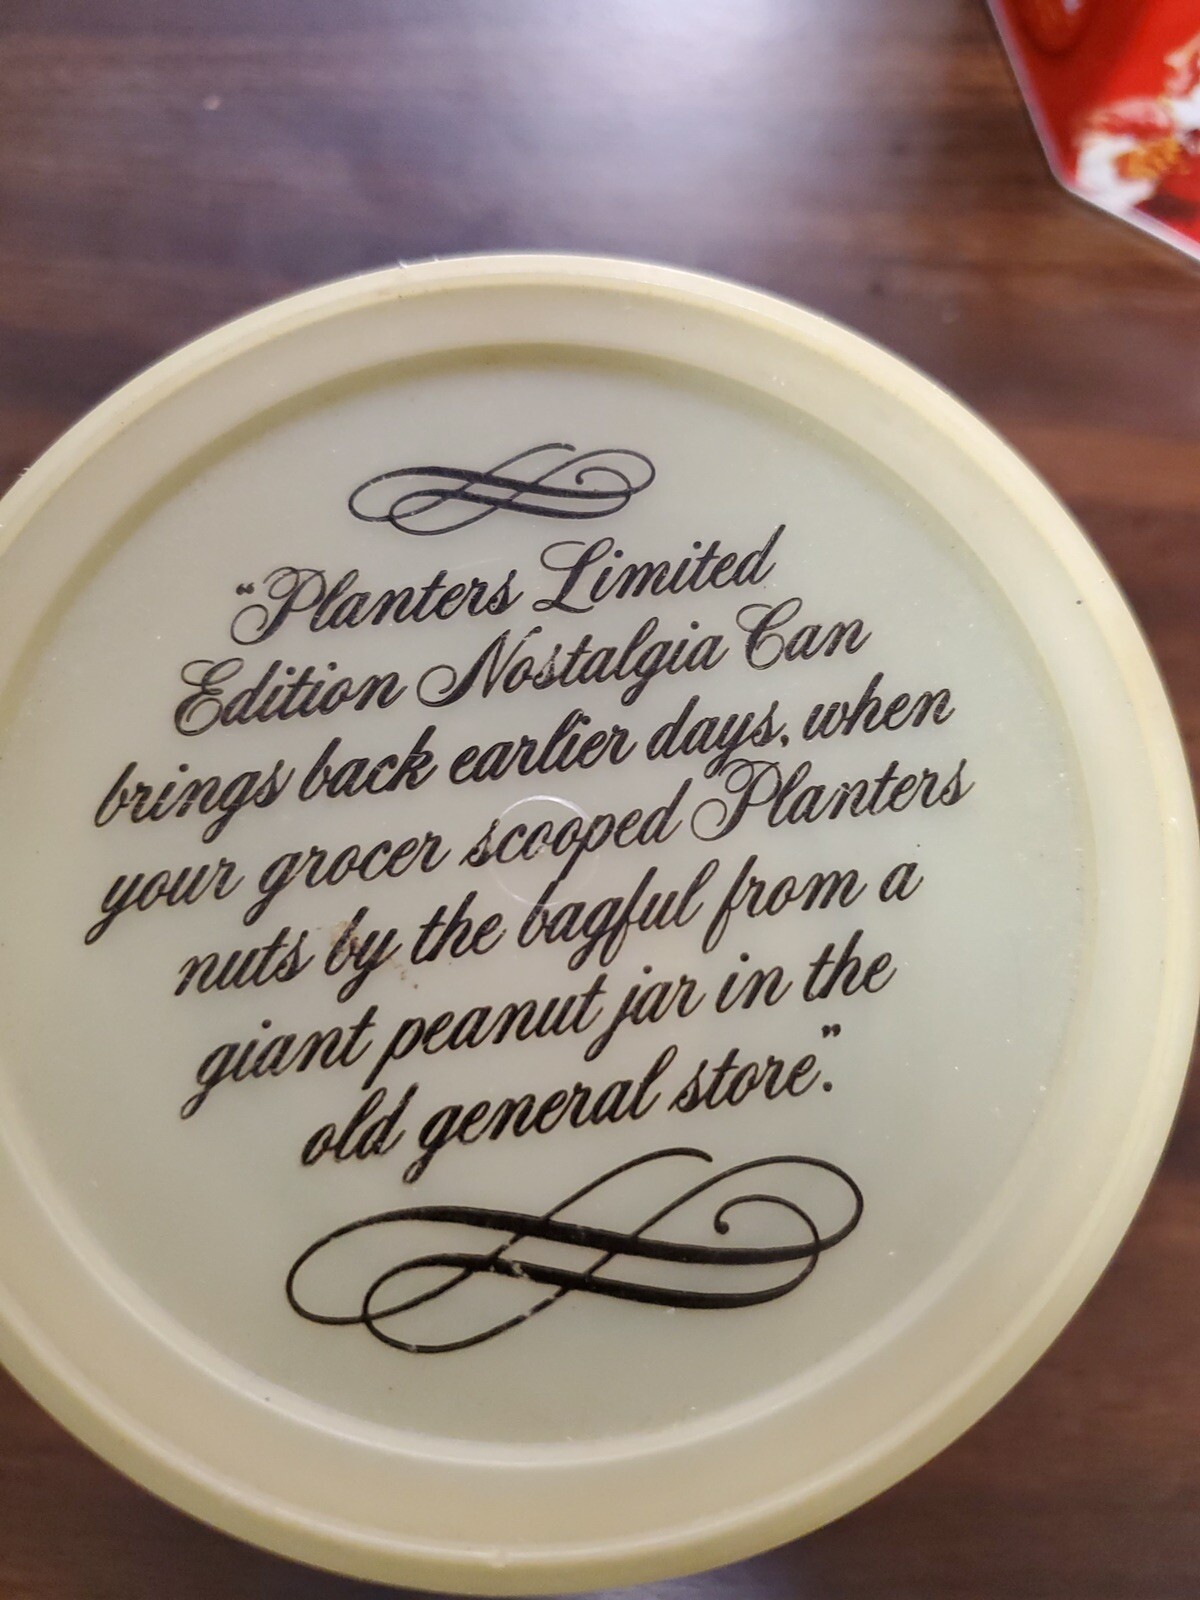 “Planters Limited
Edition Nostalgia Can
brings back earlier days, when
your grocer scooped Planters
nuts by the bagful from a
giant peanut jar in the
old general store.”